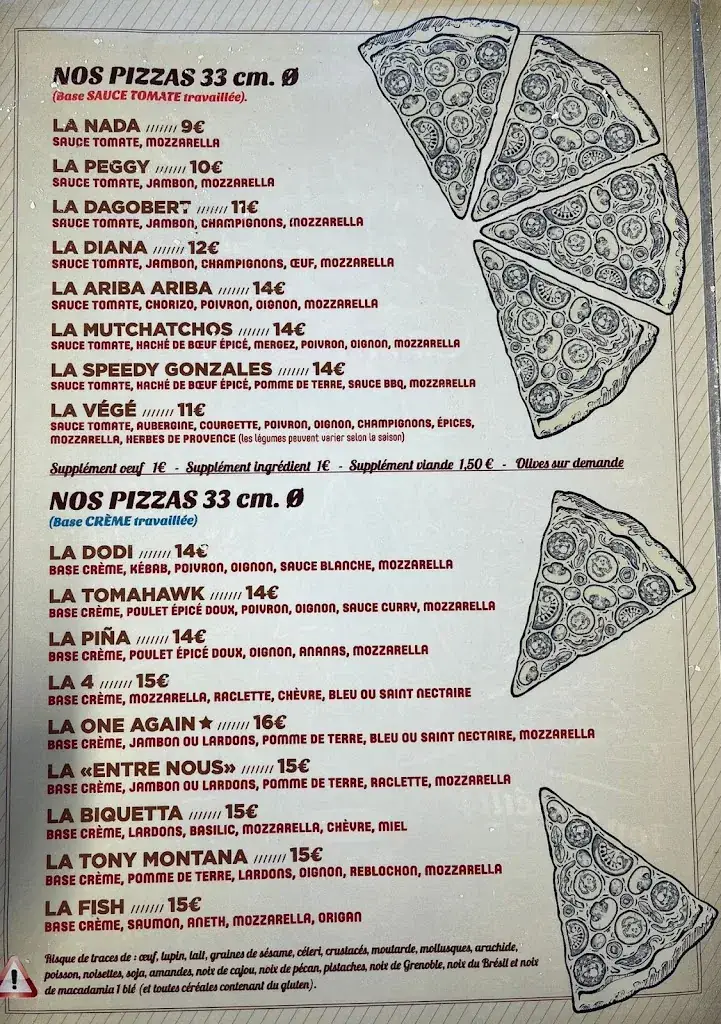 NOS PIZZAS 33 cm. Ø
(Base SAUCE TOMATE travaillée).
LA NADA /////// 9€
SAUCE TOMATE, MOZZARELLA
LA PEGGY /////// 10€
SAUCE TOMATE, JAMBON, MOZZARELLA
LA DAGOBERT /////// 11€
SAUCE TOMATE, JAMBON, CHAMPIGNONS, MOZZARELLA
LA DIANA /////// 12€
SAUCE TOMATE, JAMBON, CHAMPIGNONS, ŒUF, MOZZARELLA
LA ARIBA ARIBA /////// 14€
SAUCE TOMATE, CHORIZO, POIVRON, OIGNON, MOZZARELLA
LA MUTCHATCHOS /////// 14€
SAUCE TOMATE, HACHÉ DE BŒUF ÉPICÉ, MERGEZ, POIVRON, OIGNON, MOZZARELLA
LA SPEEDY GONZALES /////// 14€
SAUCE TOMATE, HACHÉ DE BŒUF ÉPICÉ, POMME DE TERRE, SAUCE BBQ, MOZZARELLA
LA VÉGÉ /////// 11€
SAUCE TOMATE, AUBERGINE, COURGETTE, POIVRON, OIGNON, CHAMPIGNONS, ÉPICES,
MOZZARELLA, HERBES DE PROVENCE (les légumes peuvent varier selon la saison)
Supplément oeuf 1€ - Supplément ingrédient 1€ - Supplément viande 1,50 € - Olives sur demande
NOS PIZZAS 33 cm. Ø
(Base CRÈME travaillée)
LA DODI /////// 14€
BASE CRÈME, KÉBAB, POIVRON, OIGNON, SAUCE BLANCHE, MOZZARELLA
LA TOMAHAWK /////// 14€
BASE CRÈME, POULET ÉPICÉ DOUX, POIVRON, OIGNON, SAUCE CURRY, MOZZARELLA
LA PIÑA /////// 14€
BASE CRÈME, POULET ÉPICÉ DOUX, OIGNON, ANANAS, MOZZARELLA
LA 4 /////// 15€
BASE CRÈME, MOZZARELLA, RACLETTE, CHÈVRE, BLEU OU SAINT NECTAIRE
LA ONE AGAIN★ /////// 16€
BASE CRÈME, JAMBON OU LARDONS, POMME DE TERRE, BLEU OU SAINT NECTAIRE, MOZZARELLA
LA «ENTRE NOUS» /////// 15€
BASE CRÈME, JAMBON OU LARDONS, POMME DE TERRE, RACLETTE, MOZZARELLA
LA BIQUETTA /////// 15€
BASE CRÈME, LARDONS, BASILIC, MOZZARELLA, CHÈVRE, MIEL
LA TONY MONTANA /////// 15€
BASE CRÈME, POMME DE TERRE, LARDONS, OIGNON, REBLOCHON, MOZZARELLA
LA FISH /////// 15€
BASE CRÈME, SAUMON, ANETH, MOZZARELLA, ORIGAN
Risque de traces de : œuf, lupin, lait, graines de sésame, céleri, crustacés, moutarde, mollusques, arachide,
poisson, noisettes, soja, amandes, noix de cajou, noix de pécan, pistaches, noix de Grenoble, noix du Brésil et noix
de macadamia 1 blé (et toutes céréales contenant du gluten).